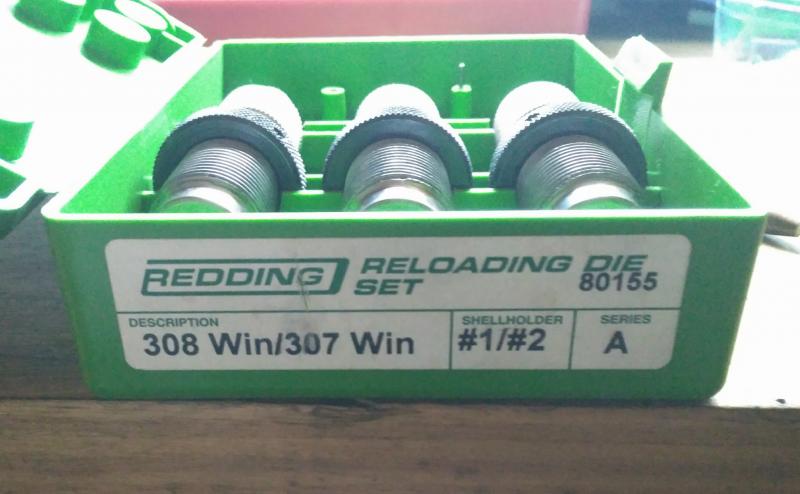 REDDING RELOADING DIE
SET 80155
DESCRIPTION SHELLHOLDER SERIES
308 Win/307 Win #1/#2 A